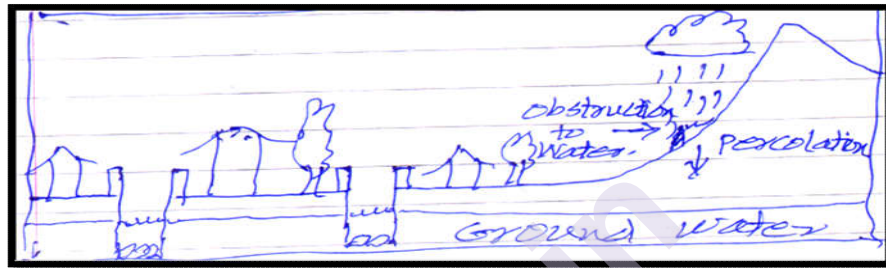 Obstruction
to
Water.
Percolation
Ground water